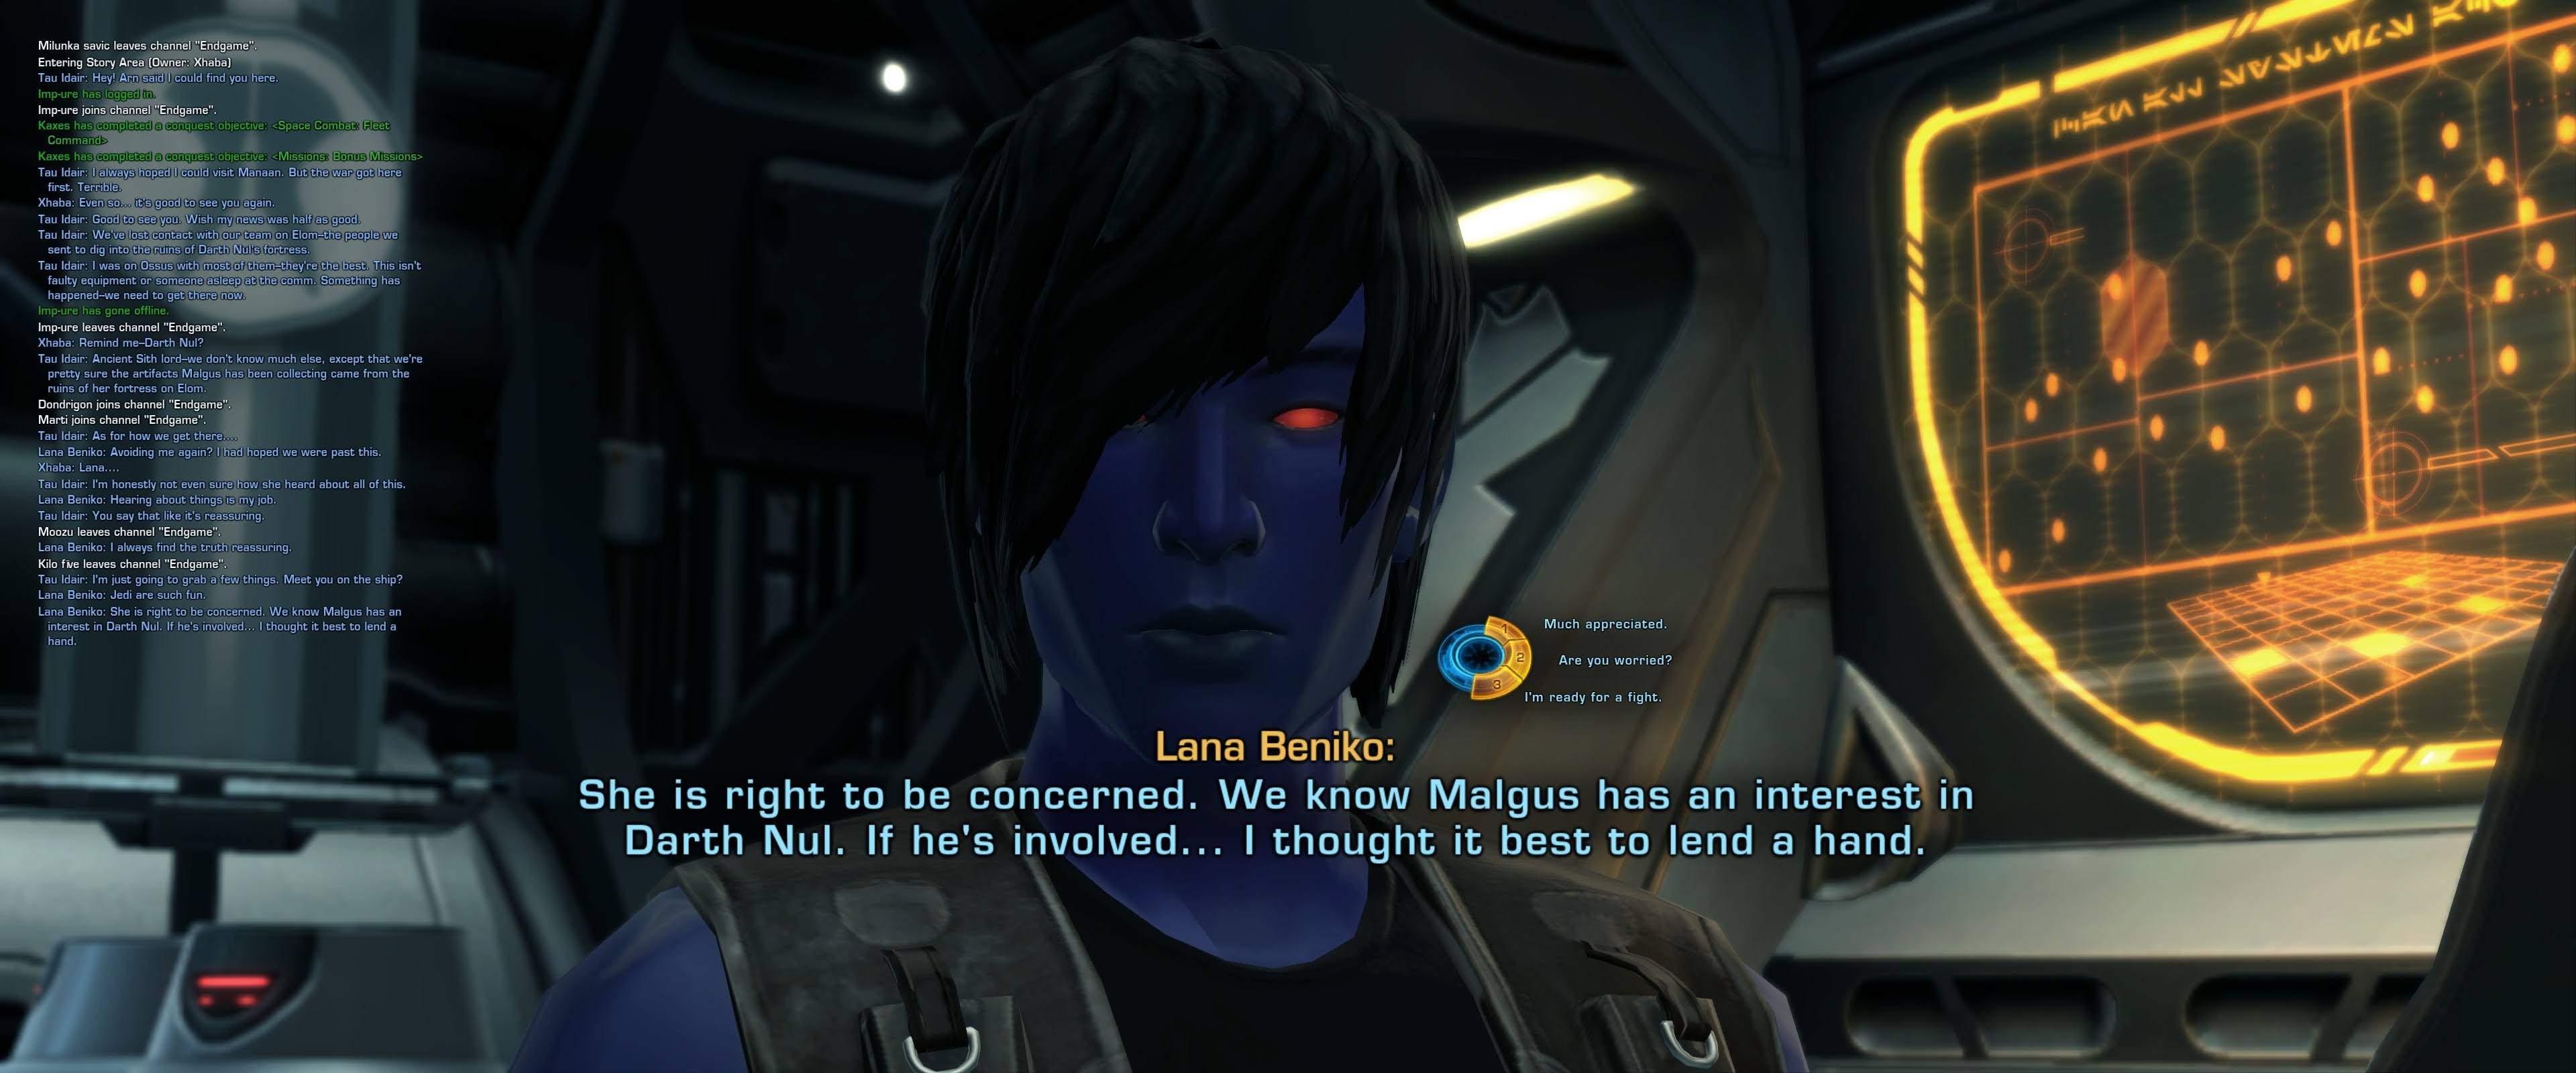 Milunka savic leaves channel "Endgame".
Entering Story Area (Owner: Xhaba)
Tau Idair: Hey! Arn said I could find you here.
Imp-ure has logged in.
Imp-ure joins channel "Endgame".
Kaxes has completed a conquest objective: <Space Combat: Fleet
Command>
Kaxes has completed a conquest objective: <Missions: Bonus Missions>
Tau Idair: I always hoped I could visit Manaan. But the war got here
first. Terrible.
Xhaba: Even so... it's good to see you again.
Tau Idair: Good to see you. Wish my news was half as good.
Tau Idair: We've lost contact with our team on Elom–the people we
sent to dig into the ruins of Darth Nul's fortress.
Tau Idair: I was on Ossus with most of them–they're the best. This isn't
faulty equipment or someone asleep at the comm. Something has
happened–we need to get there now.
Imp-ure has gone offline.
Imp-ure leaves channel "Endgame".
Xhaba: Remind me–Darth Nul?
Tau Idair: Ancient Sith lord–we don't know much else, except that we're
pretty sure the artifacts Malgus has been collecting came from the
ruins of her fortress on Elom.
Dondrigon joins channel "Endgame".
Marti joins channel "Endgame".
Tau Idair: As for how we get there....
Lana Beniko: Avoiding me again? I had hoped we were past this.
Xhaba: Lana....
Tau Idair: I'm honestly not even sure how she heard about all of this.
Lana Beniko: Hearing about things is my job.
Tau Idair: You say that like it's reassuring.
Moozu leaves channel "Endgame".
Lana Beniko: I always find the truth reassuring.
Kilo five leaves channel "Endgame".
Tau Idair: I'm just going to grab a few things. Meet you on the ship?
Lana Beniko: Jedi are such fun.
Lana Beniko: She is right to be concerned. We know Malgus has an
interest in Darth Nul. If he's involved... I thought it best to lend a
hand.
1 Much appreciated.
2 Are you worried?
3 I'm ready for a fight.
Lana Beniko:
She is right to be concerned. We know Malgus has an interest in
Darth Nul. If he's involved... I thought it best to lend a hand.